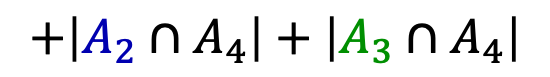 +|A₂ ∩ A₄| + |A₃ ∩ A₄|